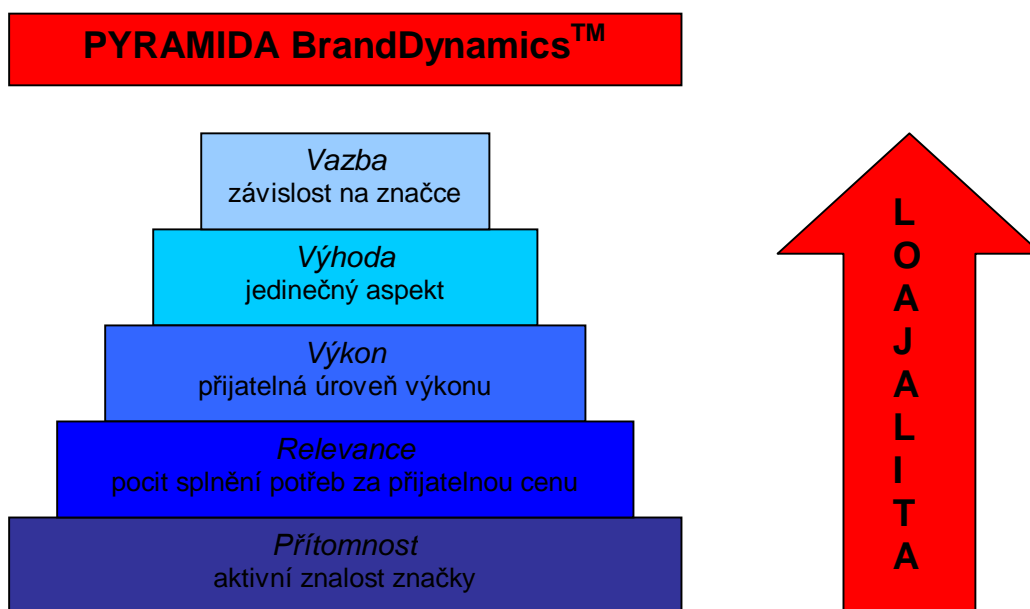 PYRAMIDA BrandDynamics™
Vazba
závislost na značce
Výhoda
jedinečný aspekt
Výkon
přijatelná úroveň výkonu
Relevance
pocit splnění potřeb za přijatelnou cenu
Přítomnost
aktivní znalost značky
L
O
A
J
A
L
I
T
A